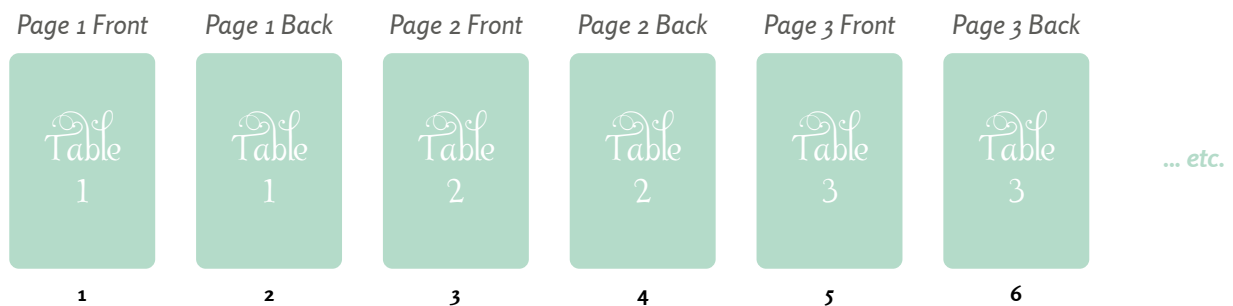 Page 1 Front Page 1 Back Page 2 Front Page 2 Back Page 3 Front Page 3 Back
Table Table Table Table Table Table
... etc.
1 1 2 2 3 3
1 2 3 4 5 6